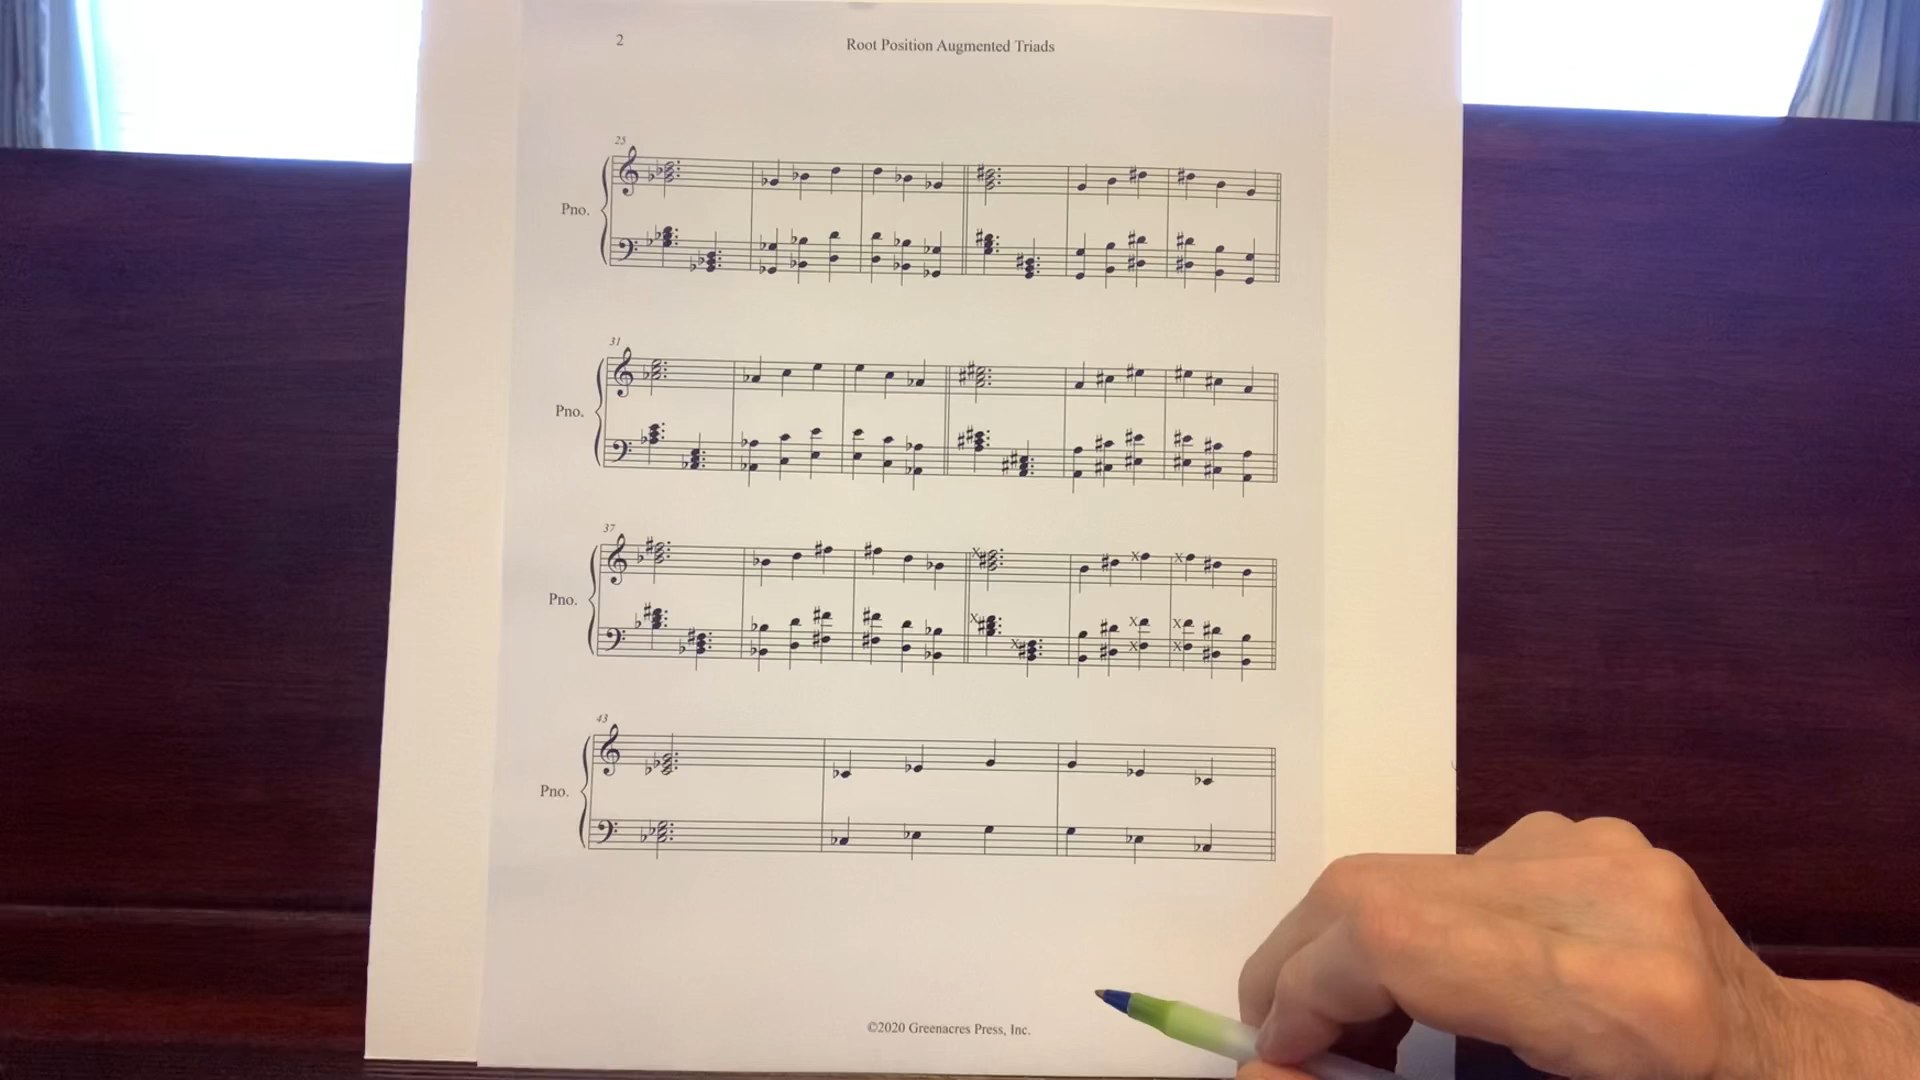 2
Root Position Augmented Triads
25
Pno.
31
Pno.
37
Pno.
43
Pno.
©2020 Greenacres Press, Inc.